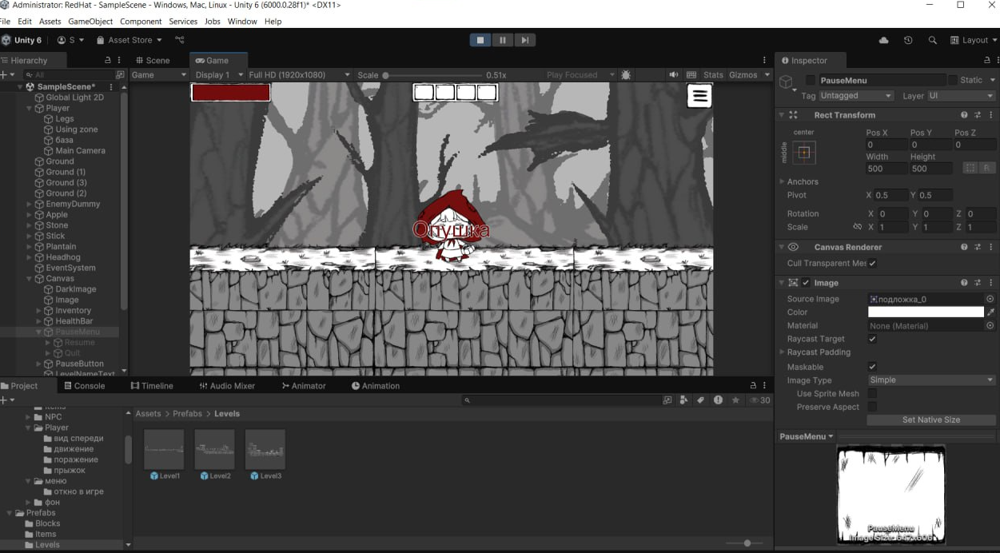 Administrator: RedHat - SampleScene - Windows, Mac, Linux - Unity 6 (6000.0.28f1)* <DX11>
File Edit Assets GameObject Component Services Jobs Window Help
Unity 6 S Asset Store Layout
Hierarchy Scene Game Inspector
All Game Display 1 Full HD (1920x1080) Scale 0.51x Play Focused Stats Gizmos
PauseMenu Static
Tag Untagged Layer UI
SampleScene*
Global Light 2D
Player
Legs
Using zone
база
Main Camera
Ground
Ground (1)
Ground (3)
Ground (2)
EnemyDummy
Apple
Stone
Stick
Plantain
Headhog
EventSystem
Canvas
DarkImage
Image
Inventory
HealthBar
PauseMenu
Resume
Quit
PauseButton
LevelNameText
Опушка
Rect Transform
center
middle
Pos X Pos Y Pos Z
0 0 0
Width Height
500 500 R
Anchors
Pivot X 0.5 Y 0.5
Rotation X 0 Y 0 Z 0
Scale X 1 Y 1 Z 1
Canvas Renderer
Cull Transparent Mes
Image
Source Image подложка_0
Color
Material None (Material)
Raycast Target
Raycast Padding
Maskable
Image Type Simple
Use Sprite Mesh
Preserve Aspect
Set Native Size
PauseMenu
PauseMenu
Image Size: 647x606
Project Console Timeline Audio Mixer Animator Animation
30
Items
NPC
Player
вид спереди
движение
поражение
прыжок
меню
откно в игре
фон
Prefabs
Blocks
Items
Levels
Assets > Prefabs > Levels
Level1 Level2 Level3